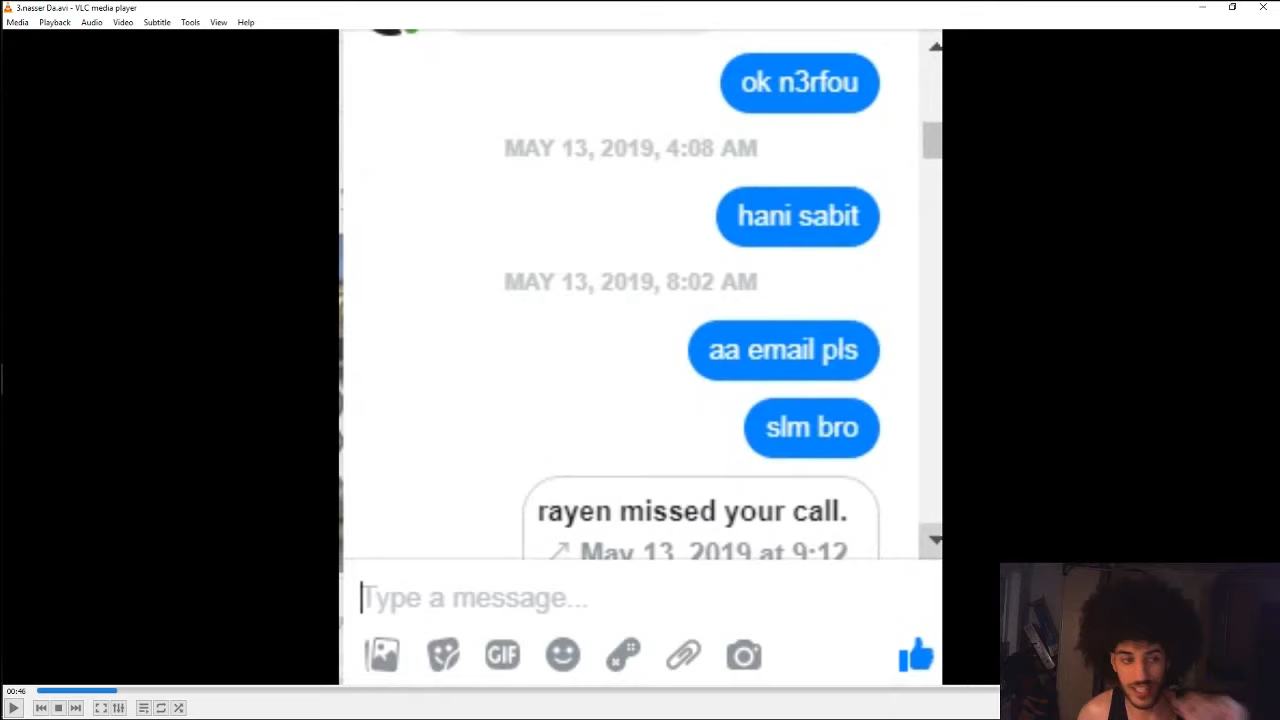 3.nasser Da.avi - VLC media player
Media Playback Audio Video Subtitle Tools View Help
ok n3rfou
MAY 13, 2019, 4:08 AM
hani sabit
MAY 13, 2019, 8:02 AM
aa email pls
slm bro
rayen missed your call.
May 13, 2019 at 9:12
Type a message...
GIF
00:46